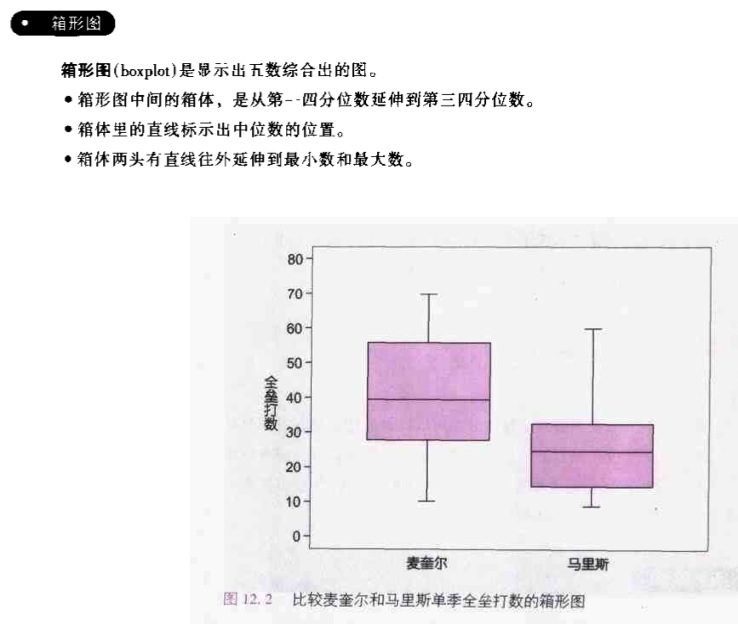 • 箱形图
箱形图(boxplot)是显示出五数综合出的图。
• 箱形图中间的箱体，是从第一四分位数延伸到第三四分位数。
• 箱体里的直线标示出中位数的位置。
• 箱体两头有直线往外延伸到最小数和最大数。
80
70
60
50
40
30
20
10
0
全垒打数
麦奎尔
马里斯
图 12.2 比较麦奎尔和马里斯单季全垒打数的箱形图